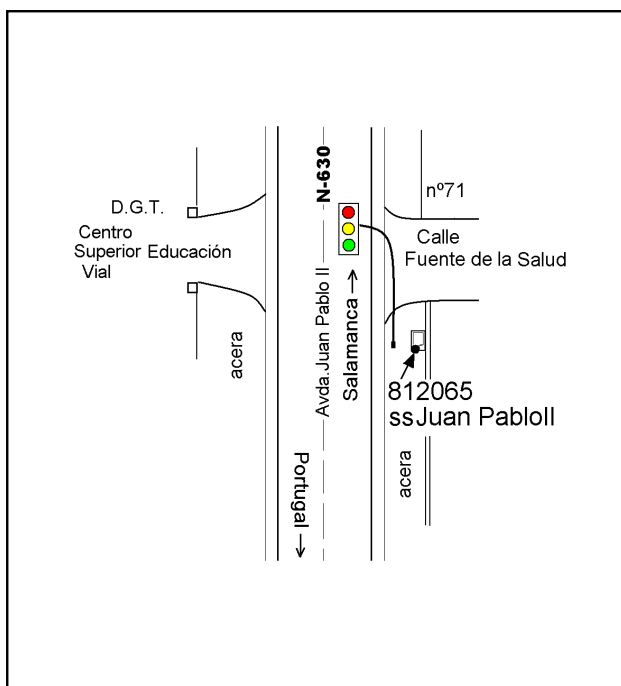 N-630
D.G.T.
Centro
Superior Educación
Vial
nº71
Calle
Fuente de la Salud
Avda.Juan Pablo II
Salamanca →
acera
812065
ssJuan PabloII
Portugal →
acera